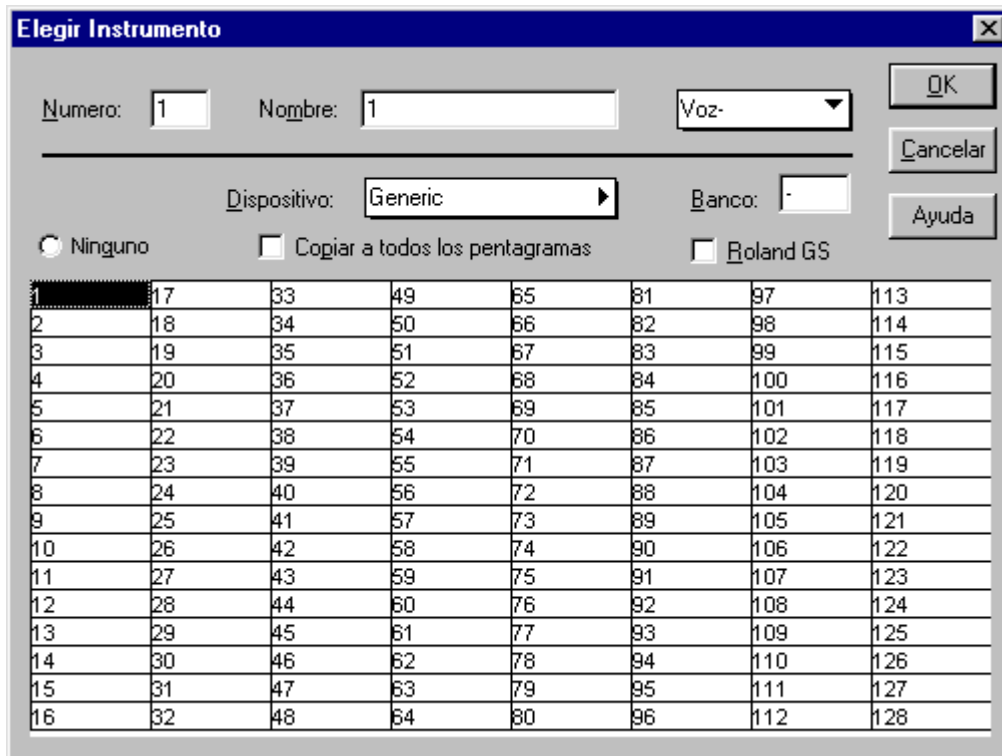 Elegir Instrumento
OK
Numero: 1 Nombre: 1 Voz-
Cancelar
Dispositivo: Generic Banco: -
Ayuda
Ninguno Copiar a todos los pentagramas Roland GS
1 17 33 49 65 81 97 113
2 18 34 50 66 82 98 114
3 19 35 51 67 83 99 115
4 20 36 52 68 84 100 116
5 21 37 53 69 85 101 117
6 22 38 54 70 86 102 118
7 23 39 55 71 87 103 119
8 24 40 56 72 88 104 120
9 25 41 57 73 89 105 121
10 26 42 58 74 90 106 122
11 27 43 59 75 91 107 123
12 28 44 60 76 92 108 124
13 29 45 61 77 93 109 125
14 30 46 62 78 94 110 126
15 31 47 63 79 95 111 127
16 32 48 64 80 96 112 128